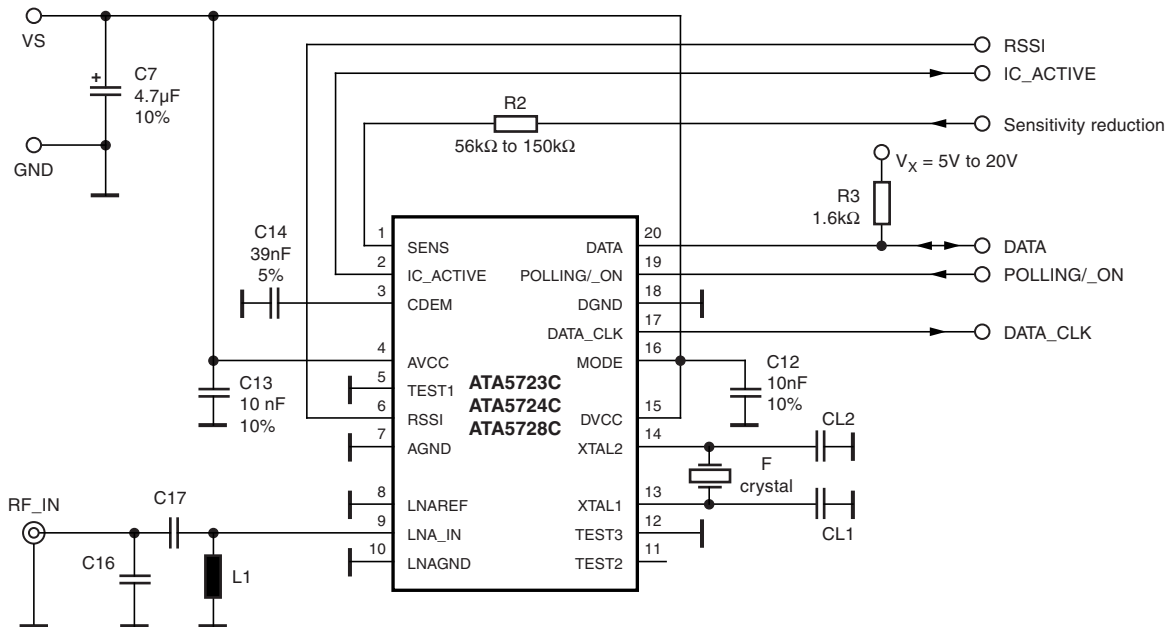 VS
C7
4.7µF
10%
+
GND
RSSI
IC_ACTIVE
R2
56kΩ to 150kΩ
Sensitivity reduction
VX = 5V to 20V
R3
1.6kΩ
C14
39nF
5%
1 SENS
2 IC_ACTIVE
3 CDEM
4 AVCC
5 TEST1
6 RSSI
7 AGND
8 LNAREF
9 LNA_IN
10 LNAGND
ATA5723C
ATA5724C
ATA5728C
DATA 20
POLLING/_ON 19
DGND 18
DATA_CLK 17
MODE 16
DVCC 15
XTAL2 14
XTAL1 13
TEST3 12
TEST2 11
DATA
POLLING/_ON
DATA_CLK
C13
10 nF
10%
C12
10nF
10%
CL2
F
crystal
CL1
RF_IN
C17
C16
L1